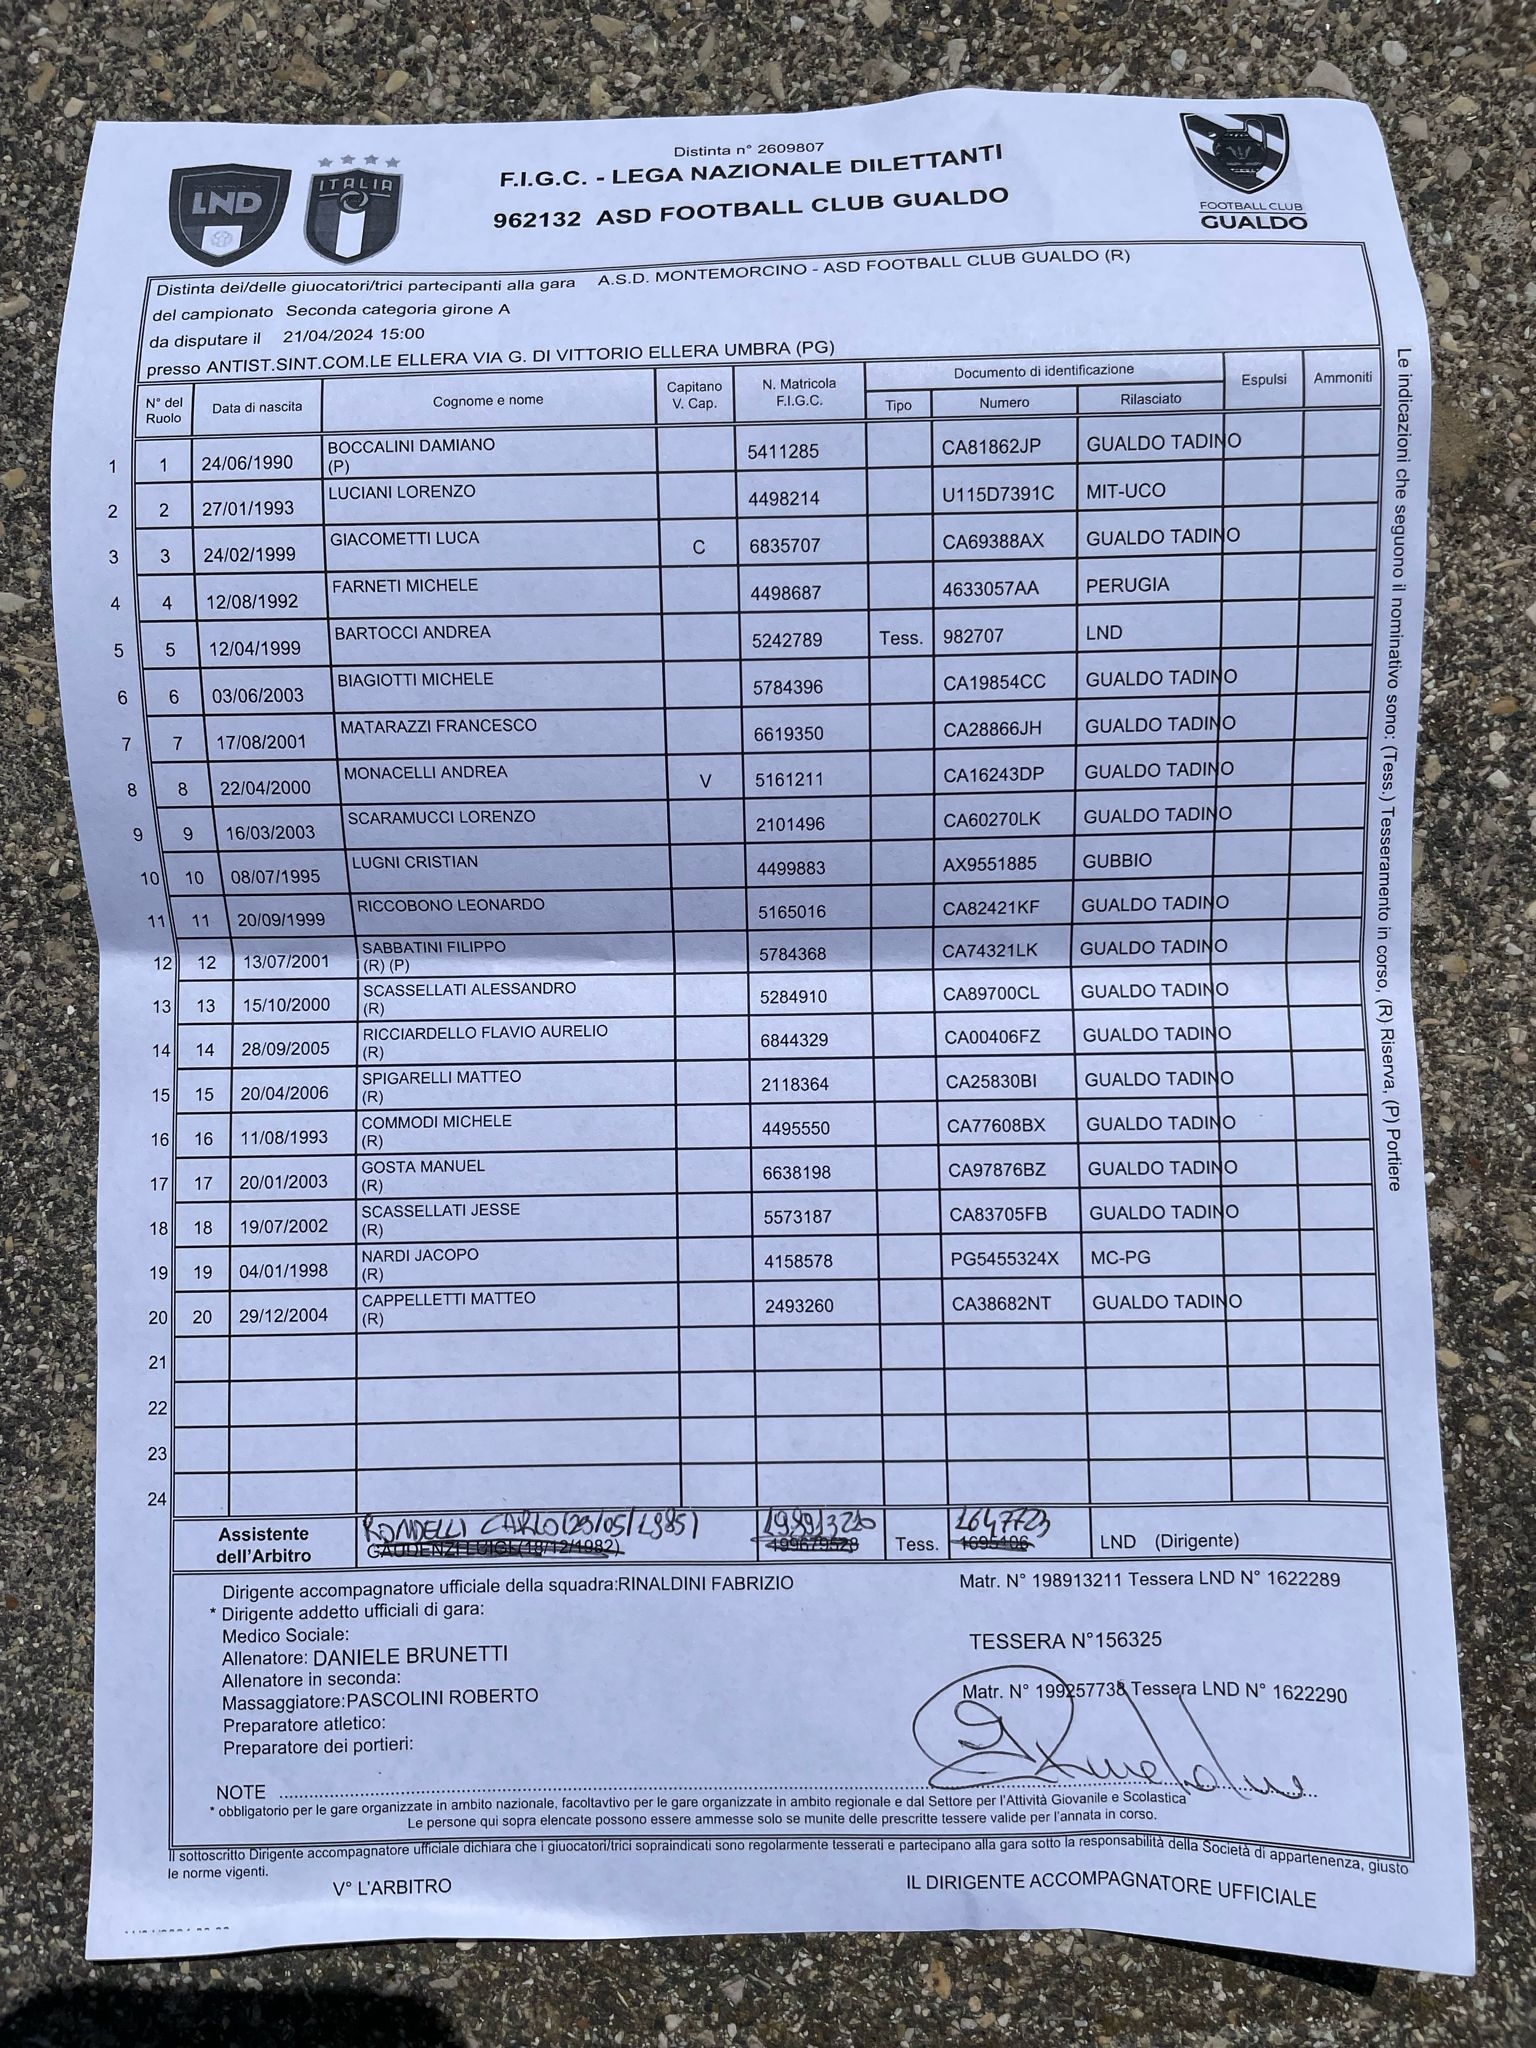 Distinta n° 2609807
F.I.G.C. - LEGA NAZIONALE DILETTANTI
962132 ASD FOOTBALL CLUB GUALDO
LND
ITALIA
FOOTBALL CLUB
GUALDO
Distinta dei/delle giuocatori/trici partecipanti alla gara A.S.D. MONTEMORCINO - ASD FOOTBALL CLUB GUALDO (R)
del campionato Seconda categoria girone A
da disputare il 21/04/2024 15:00
presso ANTIST.SINT.COM.LE ELLERA VIA G. DI VITTORIO ELLERA UMBRA (PG)
N° del Ruolo Data di nascita Cognome e nome Capitano V. Cap. N. Matricola F.I.G.C. Documento di identificazione Tipo Numero Rilasciato Espulsi Ammoniti
1 1 24/06/1990 BOCCALINI DAMIANO (P) 5411285 CA81862JP GUALDO TADINO
2 2 27/01/1993 LUCIANI LORENZO 4498214 U115D7391C MIT-UCO
3 3 24/02/1999 GIACOMETTI LUCA C 6835707 CA69388AX GUALDO TADINO
4 4 12/08/1992 FARNETI MICHELE 4498687 4633057AA PERUGIA
5 5 12/04/1999 BARTOCCI ANDREA 5242789 Tess. 982707 LND
6 6 03/06/2003 BIAGIOTTI MICHELE 5784396 CA19854CC GUALDO TADINO
7 7 17/08/2001 MATARAZZI FRANCESCO 6619350 CA28866JH GUALDO TADINO
8 8 22/04/2000 MONACELLI ANDREA V 5161211 CA16243DP GUALDO TADINO
9 9 16/03/2003 SCARAMUCCI LORENZO 2101496 CA60270LK GUALDO TADINO
10 10 08/07/1995 LUGNI CRISTIAN 4499883 AX9551885 GUBBIO
11 11 20/09/1999 RICCOBONO LEONARDO 5165016 CA82421KF GUALDO TADINO
12 12 13/07/2001 SABBATINI FILIPPO (R) (P) 5784368 CA74321LK GUALDO TADINO
13 13 15/10/2000 SCASSELLATI ALESSANDRO (R) 5284910 CA89700CL GUALDO TADINO
14 14 28/09/2005 RICCIARDELLO FLAVIO AURELIO (R) 6844329 CA00406FZ GUALDO TADINO
15 15 20/04/2006 SPIGARELLI MATTEO (R) 2118364 CA25830BI GUALDO TADINO
16 16 11/08/1993 COMMODI MICHELE (R) 4495550 CA77608BX GUALDO TADINO
17 17 20/01/2003 GOSTA MANUEL (R) 6638198 CA97876BZ GUALDO TADINO
18 18 19/07/2002 SCASSELLATI JESSE (R) 5573187 CA83705FB GUALDO TADINO
19 19 04/01/1998 NARDI JACOPO (R) 4158578 PG5455324X MC-PG
20 20 29/12/2004 CAPPELLETTI MATTEO (R) 2493260 CA38682NT GUALDO TADINO
21
22
23
24
RONDELLI CARLO (23/05/1985) 198913210 1647723
Assistente dell'Arbitro GAUDENZI LUIGI(18/12/1982) 199679528 Tess. 1695106 LND (Dirigente)
Dirigente accompagnatore ufficiale della squadra:RINALDINI FABRIZIO Matr. N° 198913211 Tessera LND N° 1622289
* Dirigente addetto ufficiali di gara:
Medico Sociale:
Allenatore: DANIELE BRUNETTI TESSERA N°156325
Allenatore in seconda:
Massaggiatore:PASCOLINI ROBERTO Matr. N° 199257738 Tessera LND N° 1622290
Preparatore atletico:
Preparatore dei portieri:
NOTE
* obbligatorio per le gare organizzate in ambito nazionale, facoltavtivo per le gare organizzate in ambito regionale e dal Settore per l'Attività Giovanile e Scolastica
Le persone qui sopra elencate possono essere ammesse solo se munite delle prescritte tessere valide per l'annata in corso.
Il sottoscritto Dirigente accompagnatore ufficiale dichiara che i giuocatori/trici sopraindicati sono regolarmente tesserati e partecipano alla gara sotto la responsabilità della Società di appartenenza, giusto
le norme vigenti.
V° L'ARBITRO IL DIRIGENTE ACCOMPAGNATORE UFFICIALE
Le indicazioni che seguono il nominativo sono: (Tess.) Tesseramento in corso, (R) Riserva, (P) Portiere